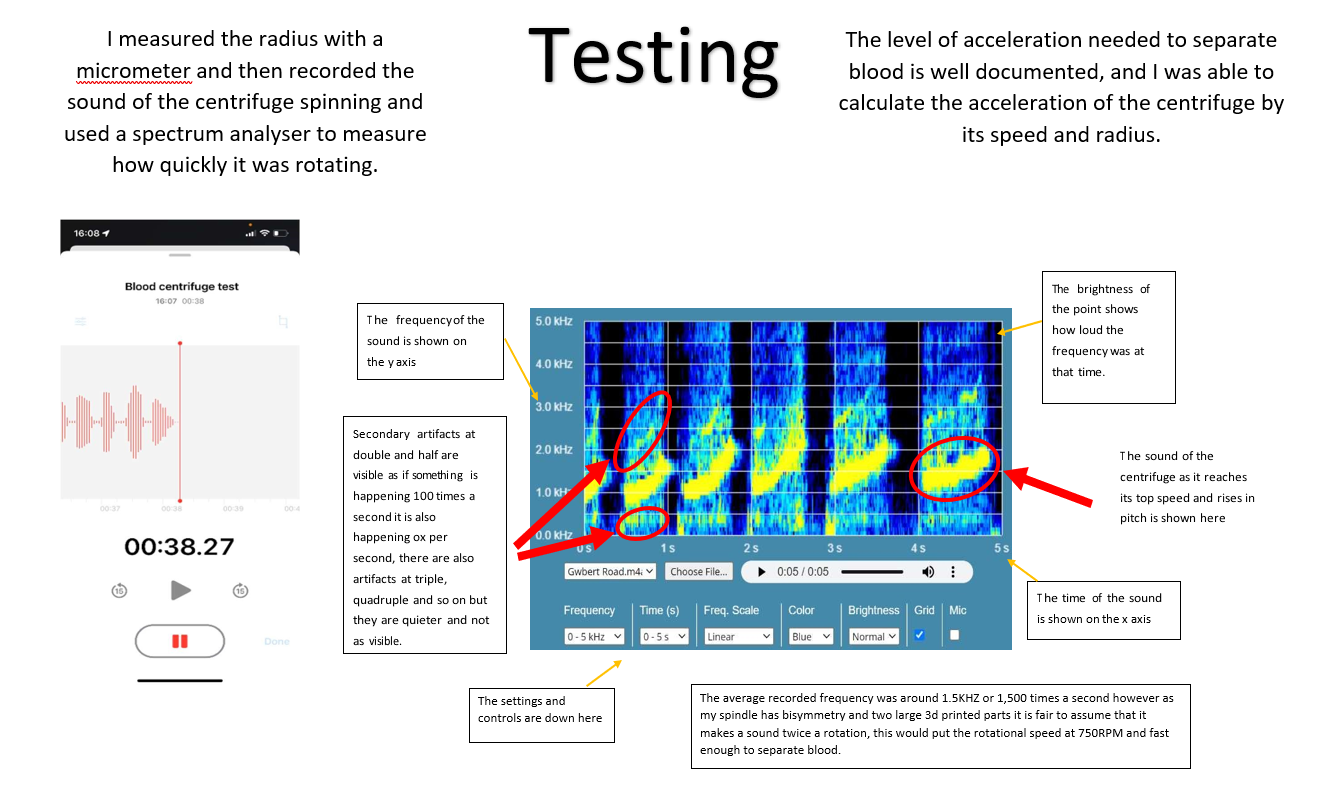 I measured the radius with a
micrometer and then recorded the
sound of the centrifuge spinning and
used a spectrum analyser to measure
how quickly it was rotating.
Testing
The level of acceleration needed to separate
blood is well documented, and I was able to
calculate the acceleration of the centrifuge by
its speed and radius.
16:08
Blood centrifuge test
16:07 00:38
00:37 00:38 00:39 00:4
00:38.27
15 15
Done
The frequency of the
sound is shown on
the y axis
Secondary artifacts at
double and half are
visible as if something is
happening 100 times a
second it is also
happening ox per
second, there are also
artifacts at triple,
quadruple and so on but
they are quieter and not
as visible.
5.0 kHz
4.0 kHz
3.0 kHz
2.0 kHz
1.0 kHz
0.0 kHz
0 s 1 s 2 s 3 s 4 s 5 s
Gwbert Road.m4a Choose File... 0:05 / 0:05
Frequency Time (s) Freq. Scale Color Brightness Grid Mic
0 - 5 kHz 0 - 5 s Linear Blue Normal
The brightness of
the point shows
how loud the
frequency was at
that time.
The sound of the
centrifuge as it reaches
its top speed and rises in
pitch is shown here
The time of the sound
is shown on the x axis
The settings and
controls are down here
The average recorded frequency was around 1.5KHZ or 1,500 times a second however as
my spindle has bisymmetry and two large 3d printed parts it is fair to assume that it
makes a sound twice a rotation, this would put the rotational speed at 750RPM and fast
enough to separate blood.